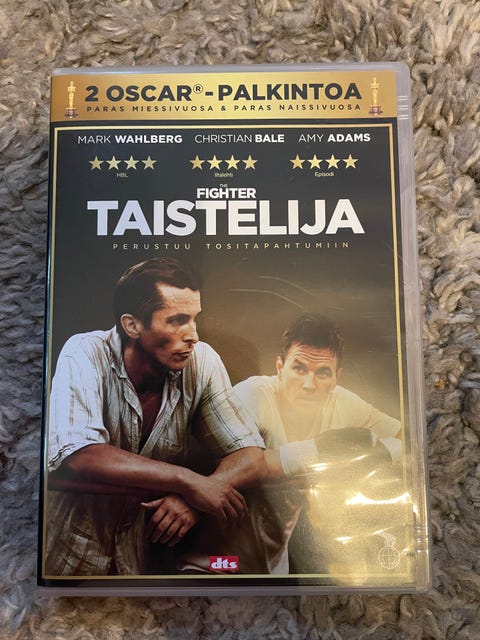 2 OSCAR®-PALKINTOA
PARAS MIESSIVUOSA & PARAS NAISSIVUOSA
MARK WAHLBERG CHRISTIAN BALE AMY ADAMS
HBL Iltalehti Episodi
THE
FIGHTER
TAISTELIJA
PERUSTUU TOSITAPAHTUMIIN
dts